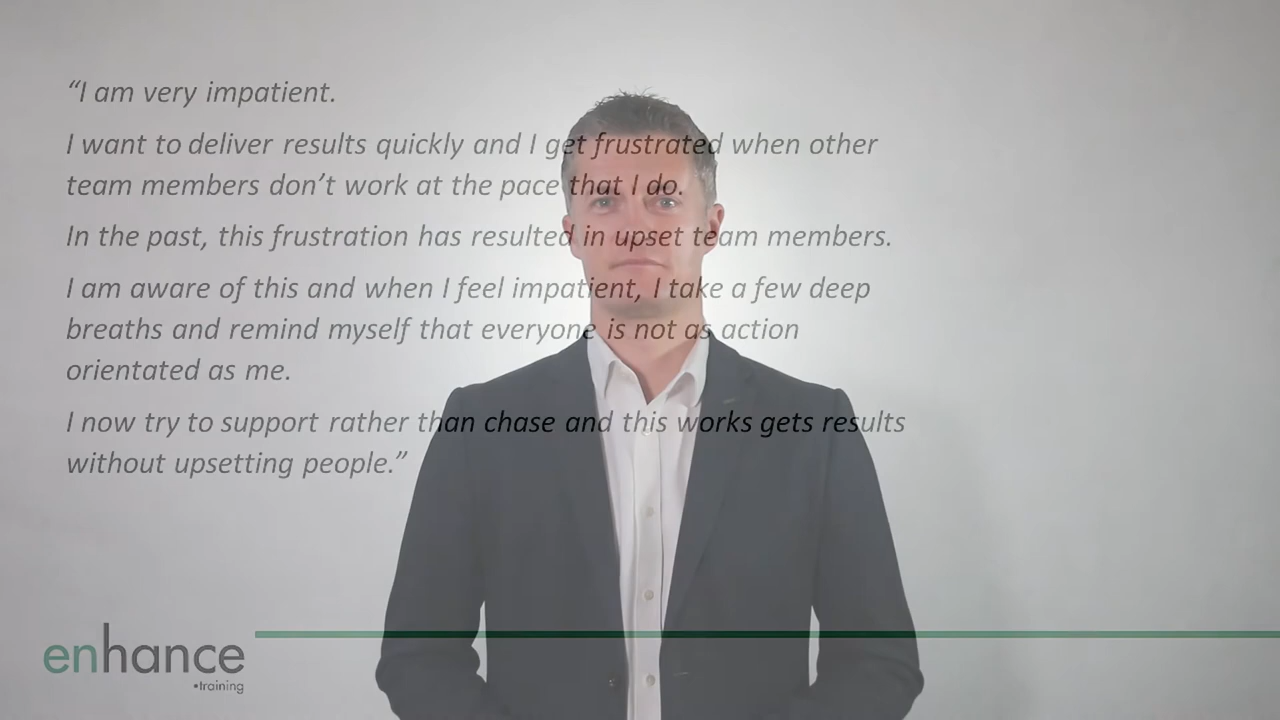 “I am very impatient.
I want to deliver results quickly and I get frustrated when other
team members don’t work at the pace that I do.
In the past, this frustration has resulted in upset team members.
I am aware of this and when I feel impatient, I take a few deep
breaths and remind myself that everyone is not as action
orientated as me.
I now try to support rather than chase and this works gets results
without upsetting people.”
enhance
•training